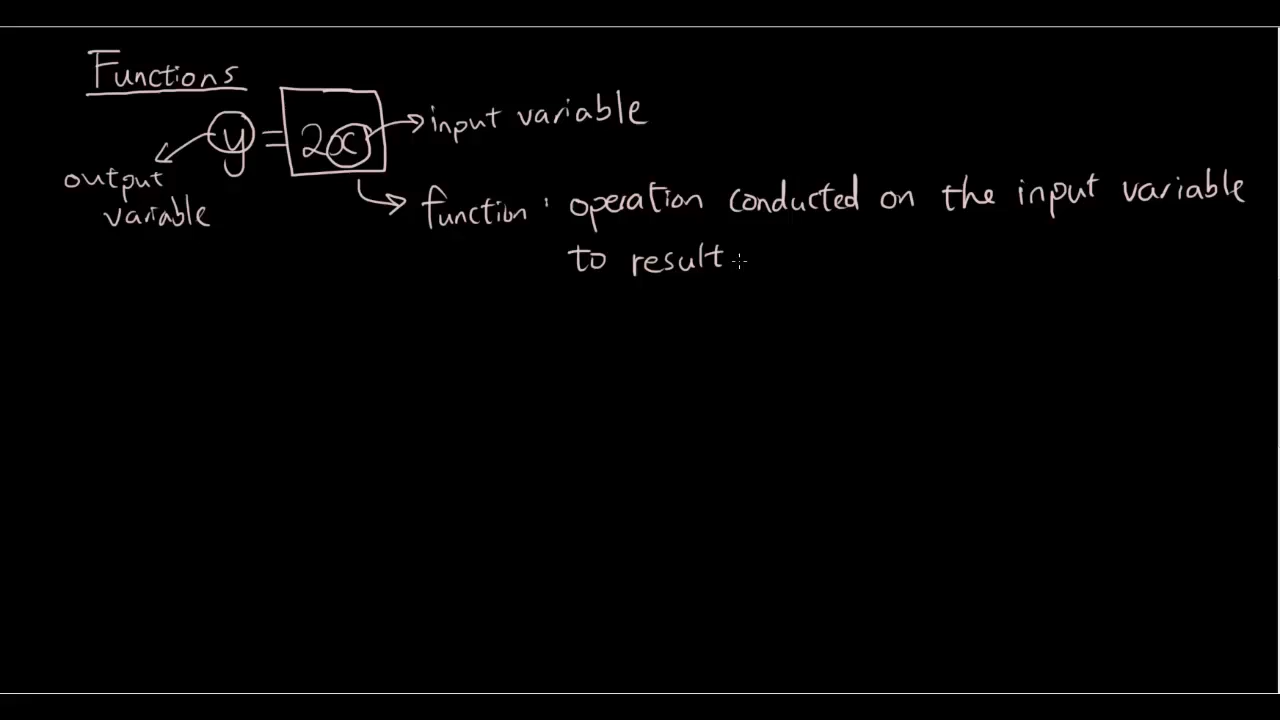 Functions
y = 2x
input variable
output
variable
function : operation conducted on the input variable
to result